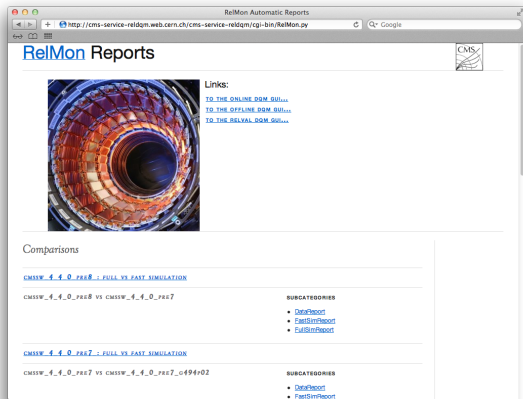 RelMon Automatic Reports
http://cms-service-reldqm.web.cern.ch/cms-service-reldqm/cgi-bin/RelMon.py
Google
RelMon Reports
CMS
Links:
TO THE ONLINE DQM GUI...
TO THE OFFLINE DQM GUI...
TO THE RELVAL DQM GUI...
Comparisons
CMSSW_4_4_0_PRE8 : FULL VS FAST SIMULATION
CMSSW_4_4_0_PRE8 VS CMSSW_4_4_0_PRE7
SUBCATEGORIES
DataReport
FastSimReport
FullSimReport
CMSSW_4_4_0_PRE7 : FULL VS FAST SIMULATION
CMSSW_4_4_0_PRE7 VS CMSSW_4_4_0_PRE7_G494R02
SUBCATEGORIES
DataReport
FastSimReport